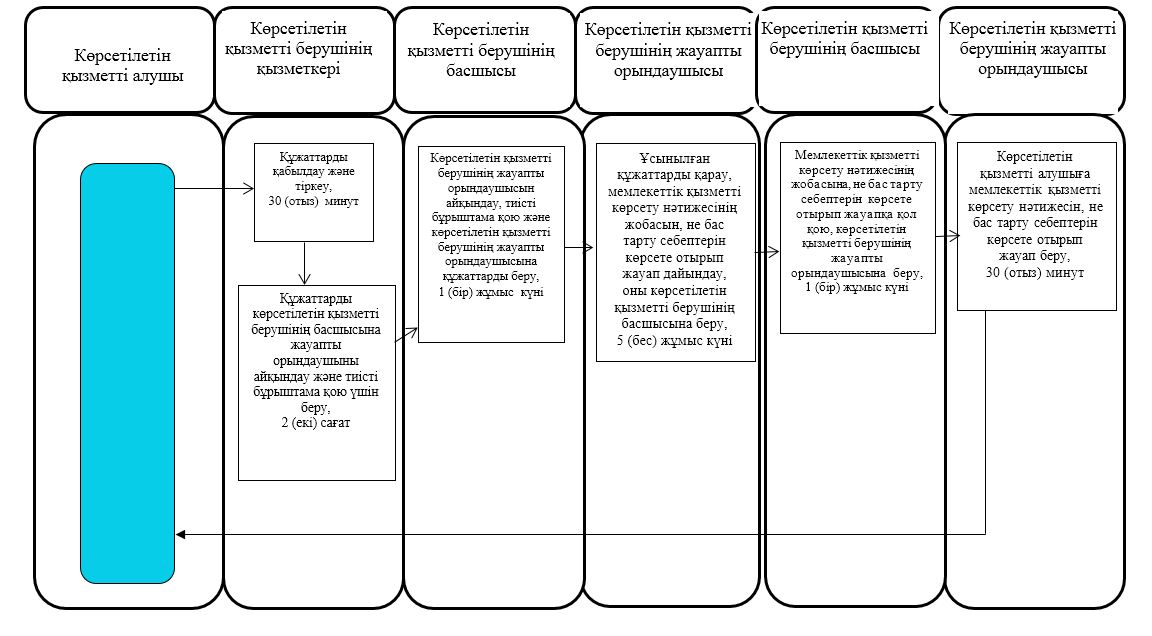 Көрсетілетін
қызметті алушы
Көрсетілетін
қызметті берушінің
қызметкері
Көрсетілетін
қызметті берушінің
басшысы
Көрсетілетін қызметті
берушінің жауапты
орындаушысы
Көрсетілетін қызметті
берушінің басшысы
Көрсетілетін қызметті
берушінің жауапты
орындаушысы
Құжаттарды
қабылдау және
тіркеу,
30 (отыз) минут
Құжаттарды
көрсетілетін қызметті
берушінің басшысына
жауапты
орындаушыны
айқындау және тиісті
бұрыштама қою үшін
беру,
2 (екі) сағат
Көрсетілетін қызметті
берушінің жауапты
орындаушысын
айқындау, тиісті
бұрыштама қою және
көрсетілетін қызметті
берушінің жауапты
орындаушысына
құжаттарды беру,
1 (бір) жұмыс күні
Ұсынылған
құжаттарды қарау,
мемлекеттік қызметті
көрсету нәтижесінің
жобасын, не бас
тарту себептерін
көрсете отырып
жауап дайындау,
оны көрсетілетін
қызметті берушінің
басшысына беру,
5 (бес) жұмыс күні
Мемлекеттік қызметті
көрсету нәтижесінің
жобасына, не бас тарту
себептерін көрсете
отырып жауапқа қол
қою, көрсетілетін
қызметті берушінің
жауапты
орындаушысына беру,
1 (бір) жұмыс күні
Көрсетілетін
қызметті алушыға
мемлекеттік қызметті
көрсету нәтижесін, не
бас тарту себептерін
көрсете отырып
жауап беру,
30 (отыз) минут